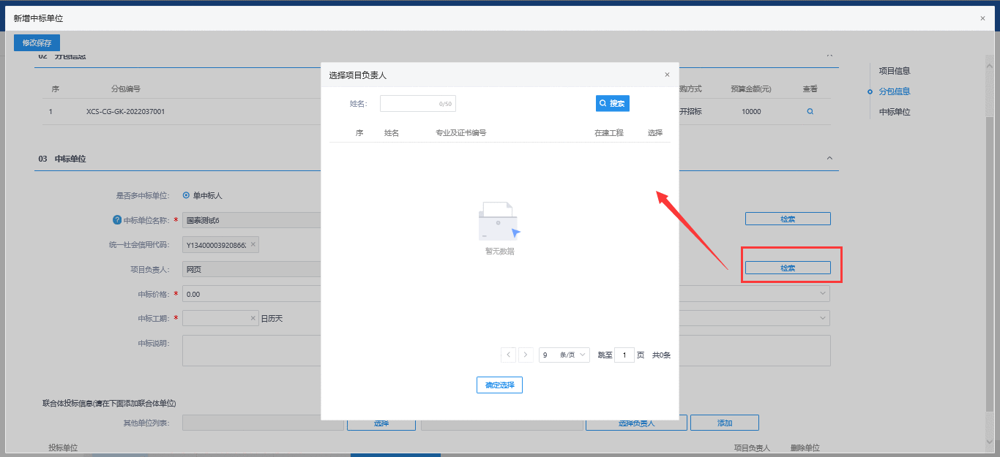 新增中标单位
修改保存
02 分包信息
序 分包编号 购方式 预算金额(元) 查看
1 XCS-CG-GK-2022037001 开招标 10000
03 中标单位
是否多中标单位: 单中标人
中标单位名称: * 国泰测试6 检索
统一社会信用代码: Y13400003920866
项目负责人: 网页 检索
中标价格: * 0.00
中标工期: * 日历天
中标说明:
联合体投标信息(请在下面添加联合体单位)
其他单位列表: 选择 选择负责人 添加
投标单位 项目负责人 删除单位
项目信息
分包信息
中标单位
选择项目负责人
姓名: 0/50 搜索
序 姓名 专业及证书编号 在建工程 选择
暂无数据
9 条/页 跳至 1 页 共0条
确定选择